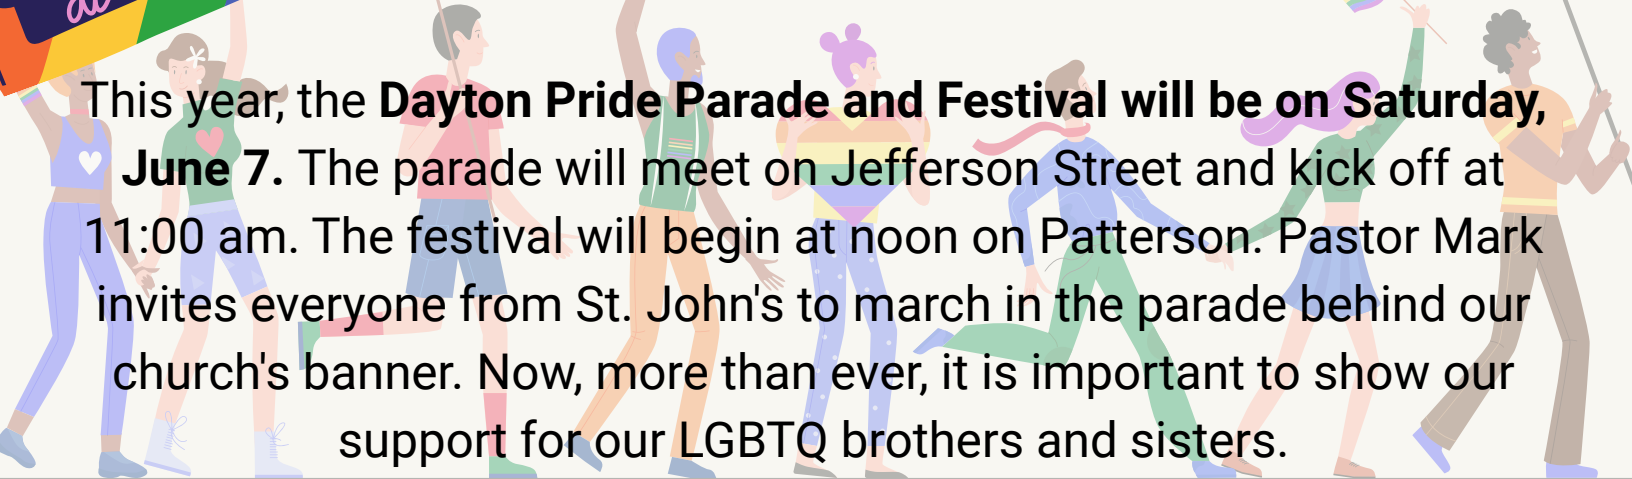 This year, the Dayton Pride Parade and Festival will be on Saturday,
June 7. The parade will meet on Jefferson Street and kick off at
11:00 am. The festival will begin at noon on Patterson. Pastor Mark
invites everyone from St. John's to march in the parade behind our
church's banner. Now, more than ever, it is important to show our
support for our LGBTQ brothers and sisters.